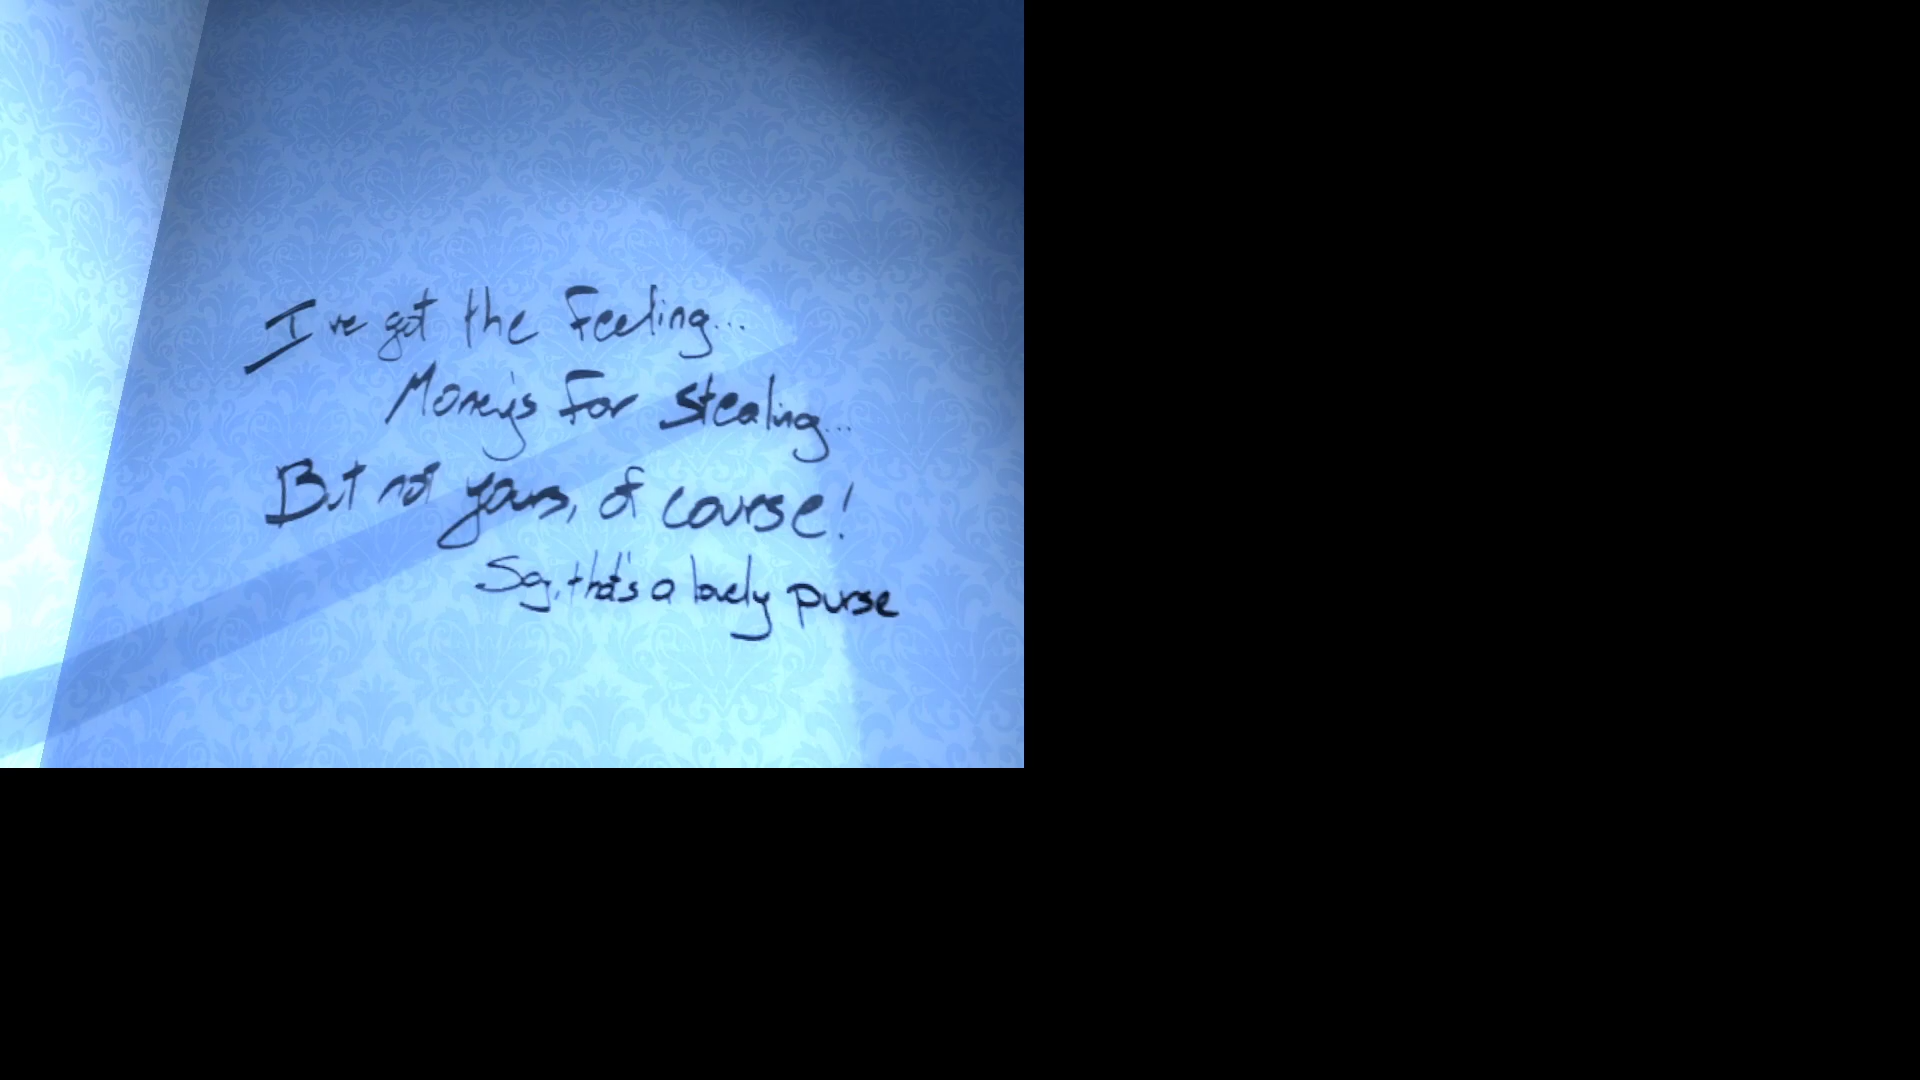 I've got the feeling...
Money's for stealing...
But not yours, of course!
Say, that's a lovely purse